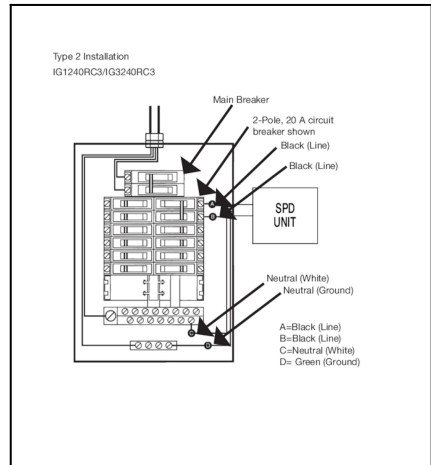 Type 2 Installation
IG1240RC3/IG3240RC3
Main Breaker
2-Pole, 20 A circuit
breaker shown
Black (Line)
Black (Line)
SPD
UNIT
A
B
Neutral (White)
Neutral (Ground)
A=Black (Line)
B=Black (Line)
C=Neutral (White)
D= Green (Ground)